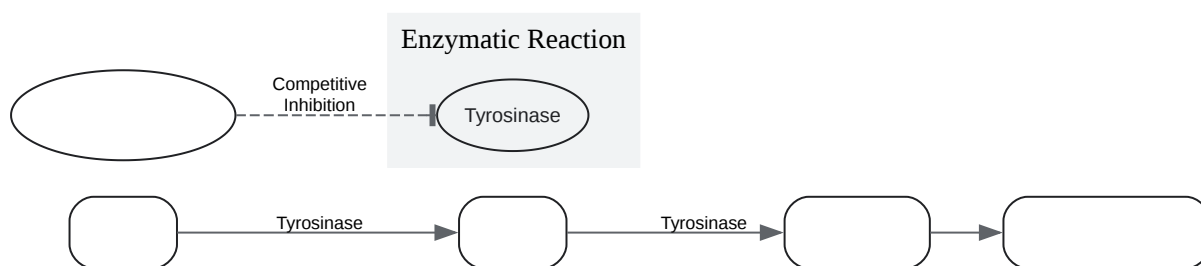 Enzymatic Reaction
Competitive
Inhibition
Tyrosinase
Tyrosinase
Tyrosinase